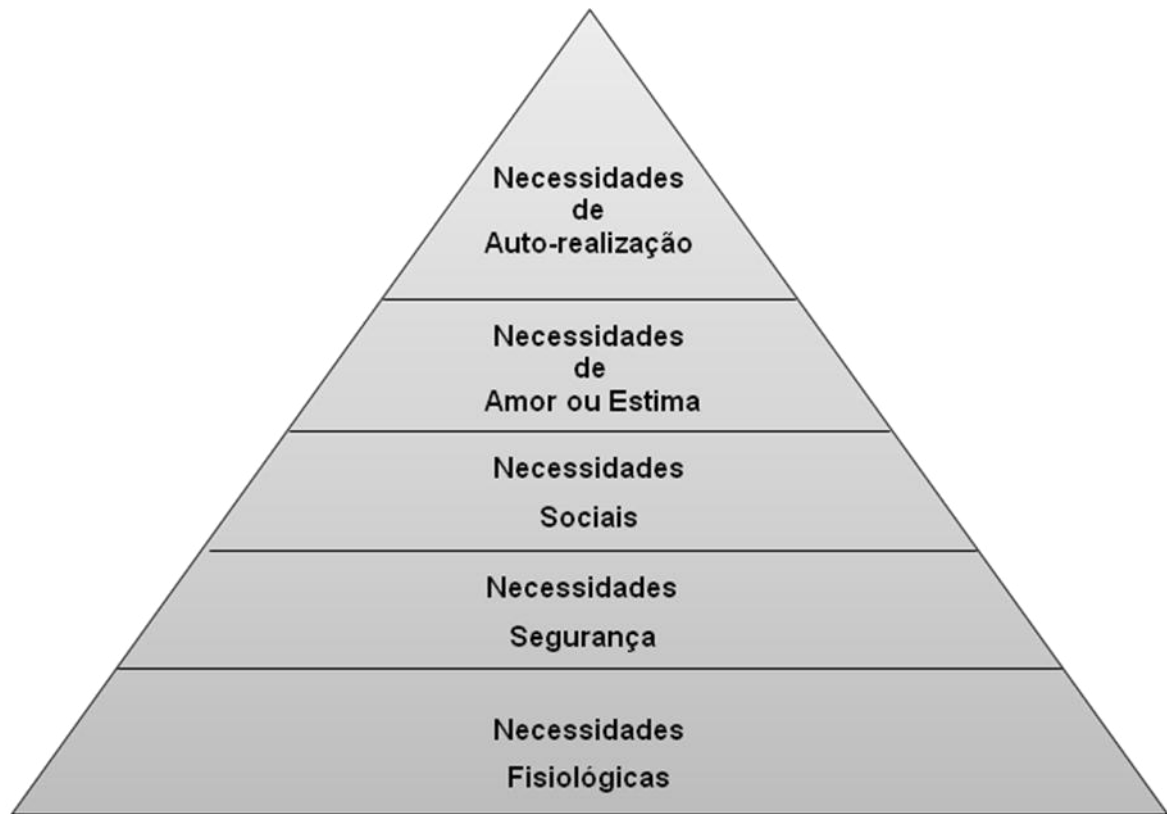 Necessidades
de
Auto-realização
Necessidades
de
Amor ou Estima
Necessidades
Sociais
Necessidades
Segurança
Necessidades
Fisiológicas